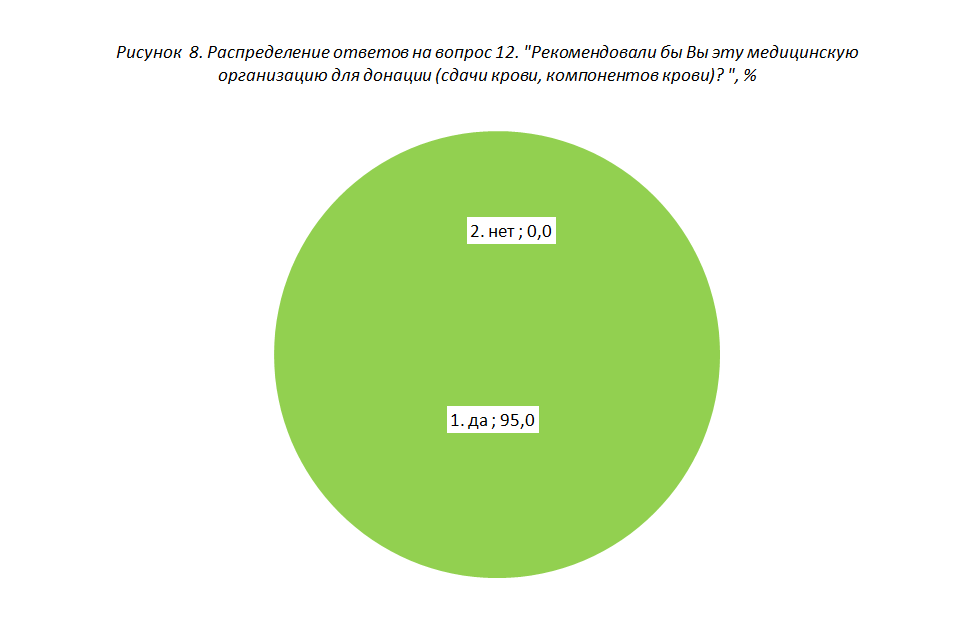 Рисунок 8. Распределение ответов на вопрос 12. "Рекомендовали бы Вы эту медицинскую
организацию для донации (сдачи крови, компонентов крови)? ", %
2. нет ; 0,0
1. да ; 95,0